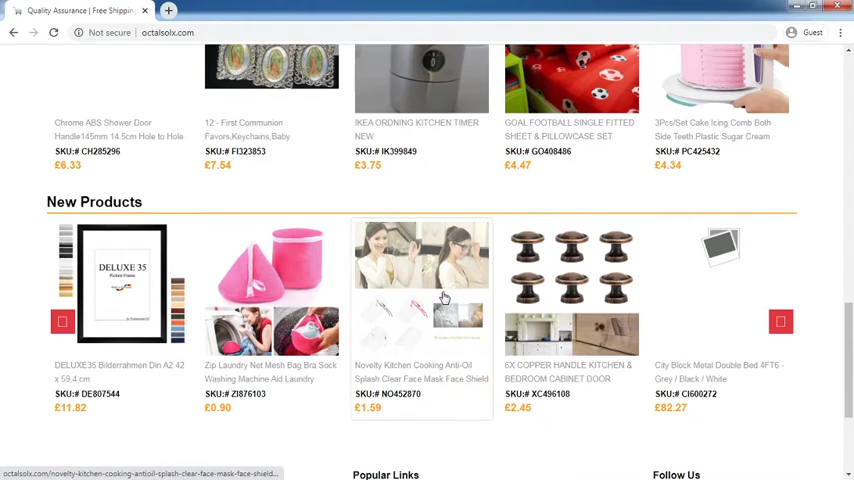 Quality Assurance | Free Shipping
Not secure | octalsolx.com
Guest
Chrome ABS Shower Door
Handle145mm 14.5cm Hole to Hole
SKU:# CH285296
£6.33
12 - First Communion
Favors,Keychains,Baby
SKU:# FI323853
£7.54
IKEA ORDNING KITCHEN TIMER
NEW
SKU:# IK399849
£3.75
GOAL FOOTBALL SINGLE FITTED
SHEET & PILLOWCASE SET
SKU:# GO408486
£4.47
3Pcs/Set Cake Icing Comb Both
Side Teeth Plastic Sugar Cream
SKU:# PC425432
£4.34
New Products
DELUXE 35
Picture Frame
DELUXE35 Bilderrahmen Din A2 42
x 59,4 cm
SKU:# DE807544
£11.82
Zip Laundry Net Mesh Bag Bra Sock
Washing Machine Aid Laundry
SKU:# ZI876103
£0.90
Novelty Kitchen Cooking Anti-Oil
Splash Clear Face Mask Face Shield
SKU:# NO452870
£1.59
6X COPPER HANDLE KITCHEN &
BEDROOM CABINET DOOR
SKU:# XC496108
£2.45
City Block Metal Double Bed 4FT6 -
Grey / Black / White
SKU:# CI600272
£82.27
octalsolx.com/novelty-kitchen-cooking-antioil-splash-clear-face-mask-face-shield...
Popular Links
Follow Us